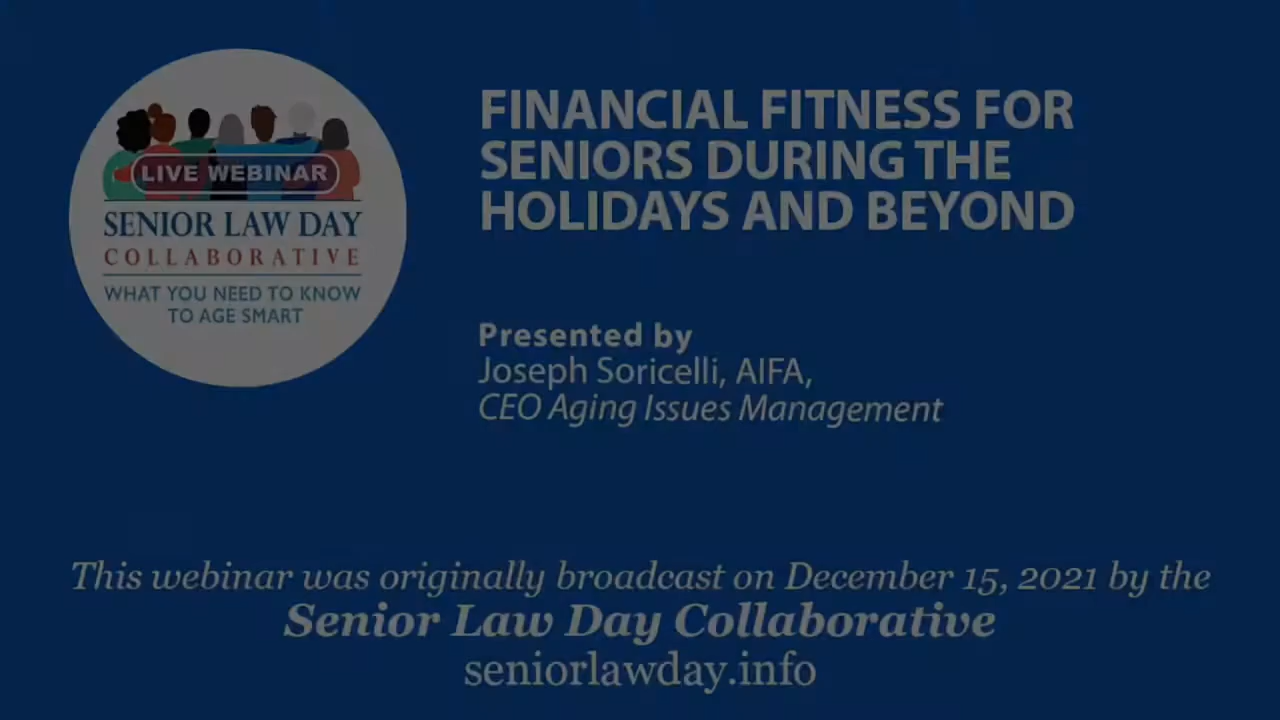 LIVE WEBINAR
SENIOR LAW DAY
COLLABORATIVE
WHAT YOU NEED TO KNOW
TO AGE SMART
FINANCIAL FITNESS FOR
SENIORS DURING THE
HOLIDAYS AND BEYOND
Presented by
Joseph Soricelli, AIFA,
CEO Aging Issues Management
This webinar was originally broadcast on December 15, 2021 by the
Senior Law Day Collaborative
seniorlawday.info